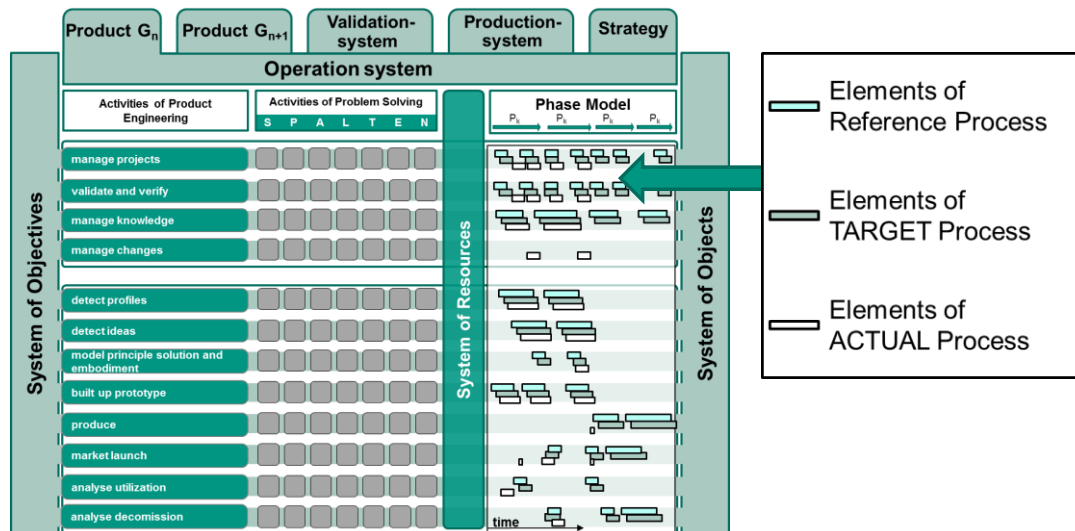 Product Gn
Product Gn+1
Validation-
system
Production-
system
Strategy
Operation system
System of Objectives
Activities of Product
Engineering
Activities of Problem Solving
S P A L T E N
System of Resources
Phase Model
Pk Pk Pk Pk
System of Objects
manage projects
validate and verify
manage knowledge
manage changes
detect profiles
detect ideas
model principle solution and
embodiment
built up prototype
produce
market launch
analyse utilization
analyse decomission
time
Elements of
Reference Process
Elements of
TARGET Process
Elements of
ACTUAL Process